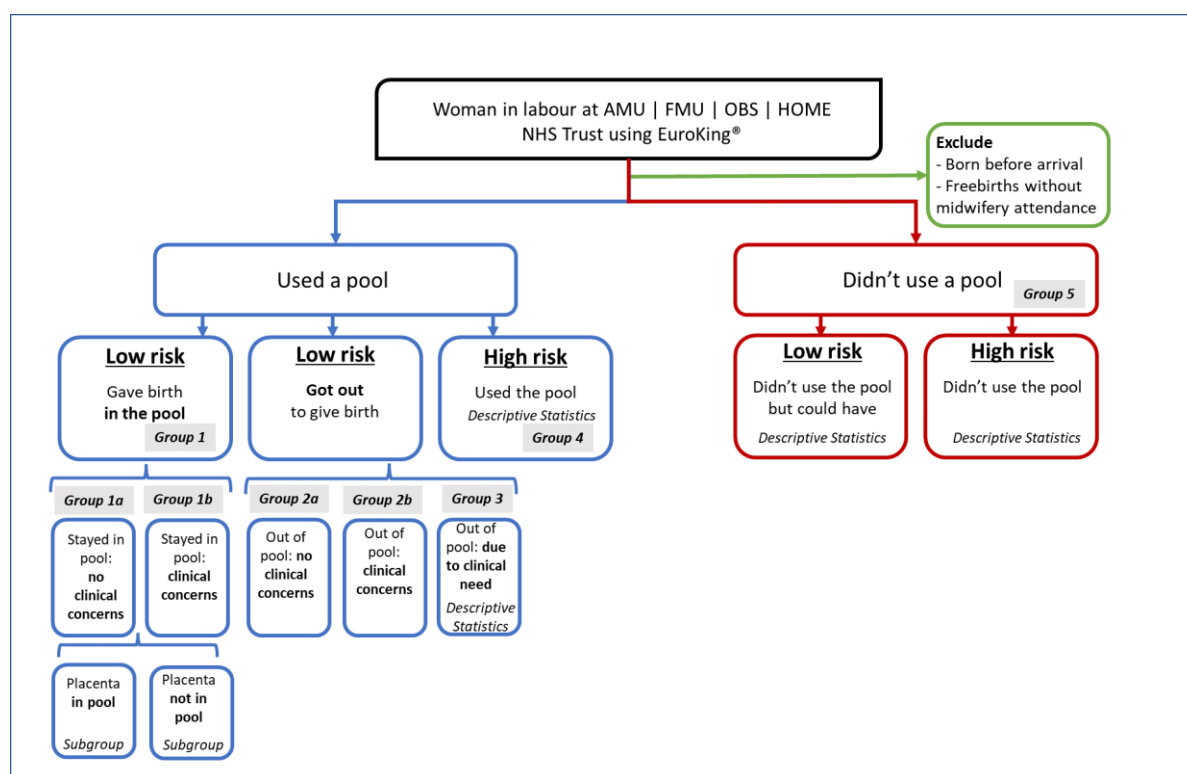 Woman in labour at AMU | FMU | OBS | HOME
NHS Trust using EuroKing®
Exclude
- Born before arrival
- Freebirths without
midwifery attendance
Used a pool
Didn't use a pool
Group 5
Low risk
Gave birth
in the pool
Group 1
Low risk
Got out
to give birth
High risk
Used the pool
Descriptive Statistics
Group 4
Low risk
Didn't use the pool
but could have
Descriptive Statistics
High risk
Didn't use the pool
Descriptive Statistics
Group 1a
Stayed in
pool:
no
clinical
concerns
Group 1b
Stayed in
pool:
clinical
concerns
Group 2a
Out of
pool: no
clinical
concerns
Group 2b
Out of
pool:
clinical
concerns
Group 3
Out of
pool: due
to clinical
need
Descriptive
Statistics
Placenta
in pool
Subgroup
Placenta
not in
pool
Subgroup